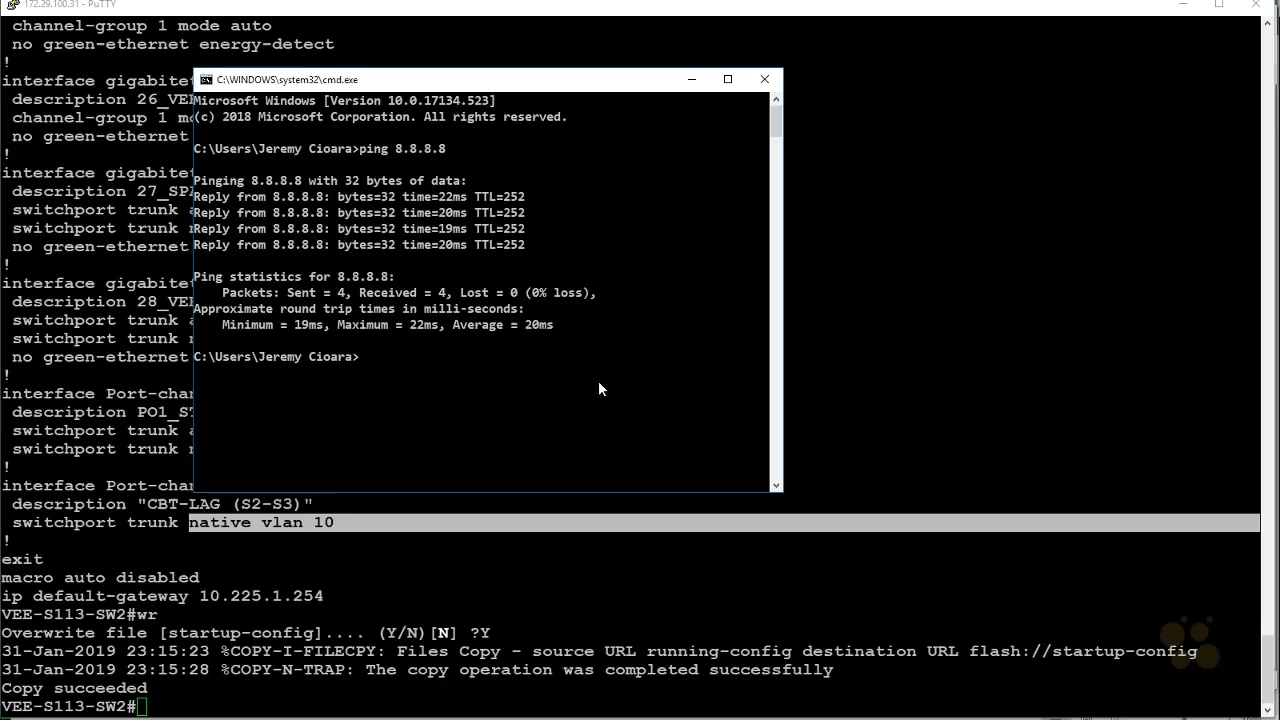 172.29.100.31 - PuTTY
channel-group 1 mode auto
no green-ethernet energy-detect
!
interface
description 26
channel-group 1
no green-ethernet
!
interface
description
switchport trunk
switchport trunk
no green-ethernet
!
interface
description
switchport trunk
switchport trunk
no green-ethernet
!
interface
description
switchport trunk
switchport trunk
!
interface
description "CBT-LAG (S2-S3)"
switchport trunk native vlan 10
!
exit
macro auto disabled
ip default-gateway 10.225.1.254
VEE-S113-SW2#wr
Overwrite file [startup-config].... (Y/N)[N] ?Y
31-Jan-2019 23:15:23 %COPY-I-FILECPY: Files Copy - source URL running-config destination URL flash://startup-config
31-Jan-2019 23:15:28 %COPY-N-TRAP: The copy operation was completed successfully
Copy succeeded
VEE-S113-SW2#
C:\WINDOWS\system32\cmd.exe
Microsoft Windows [Version 10.0.17134.523]
(c) 2018 Microsoft Corporation. All rights reserved.
C:\Users\Jeremy Cioara>ping 8.8.8.8
Pinging 8.8.8.8 with 32 bytes of data:
Reply from 8.8.8.8: bytes=32 time=22ms TTL=252
Reply from 8.8.8.8: bytes=32 time=20ms TTL=252
Reply from 8.8.8.8: bytes=32 time=19ms TTL=252
Reply from 8.8.8.8: bytes=32 time=20ms TTL=252
Ping statistics for 8.8.8.8:
Packets: Sent = 4, Received = 4, Lost = 0 (0% loss),
Approximate round trip times in milli-seconds:
Minimum = 19ms, Maximum = 22ms, Average = 20ms
C:\Users\Jeremy Cioara>